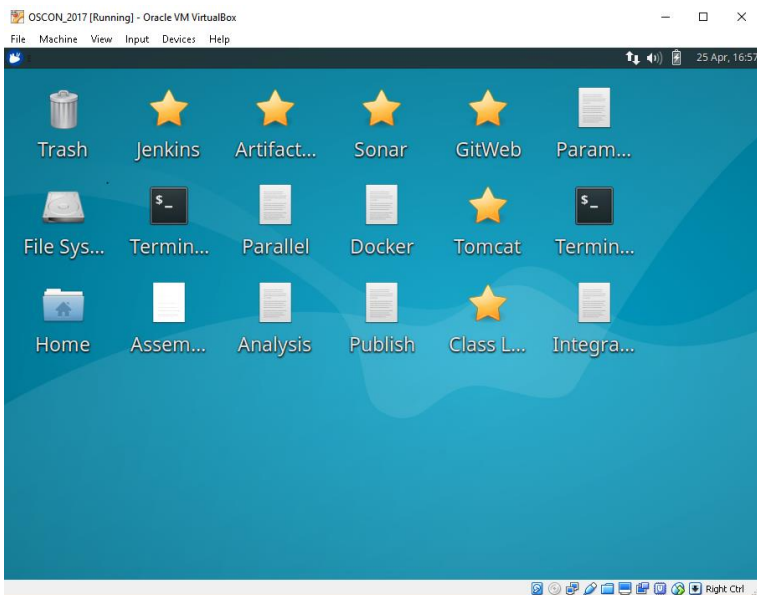 OSCON_2017 [Running] - Oracle VM VirtualBox
File Machine View Input Devices Help
25 Apr, 16:57
Trash Jenkins Artifact... Sonar GitWeb Param...
$_ $_
File Sys... Termin... Parallel Docker Tomcat Termin...
Home Assem... Analysis Publish Class L... Integra...
Right Ctrl